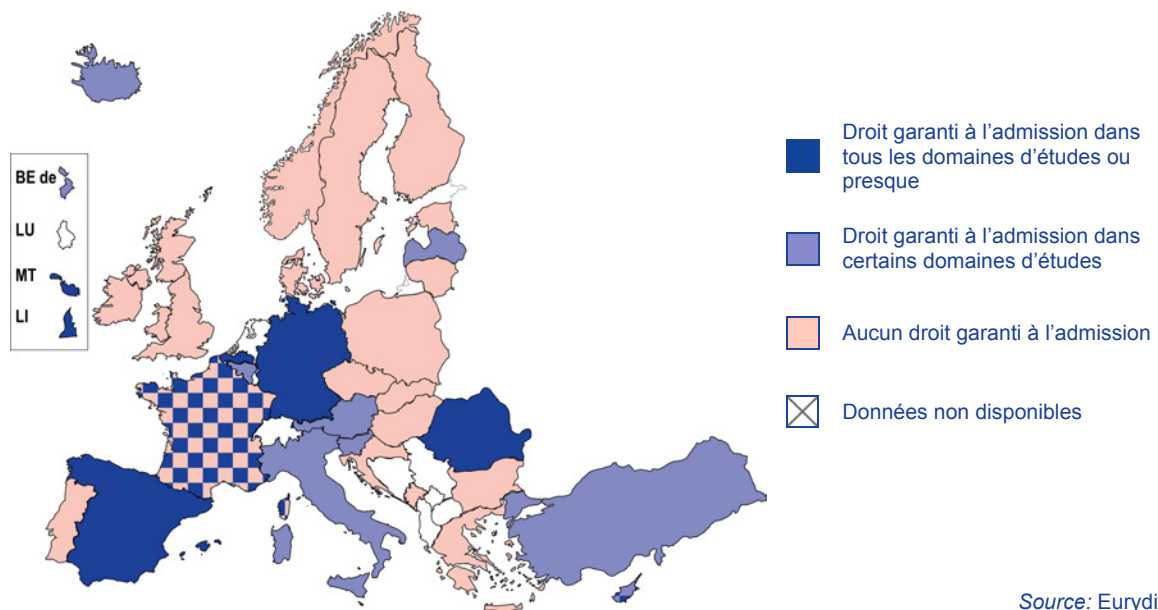 BE de
LU
MT
LI
Droit garanti à l’admission dans
tous les domaines d’études ou
presque
Droit garanti à l’admission dans
certains domaines d’études
Aucun droit garanti à l’admission
Données non disponibles
Source: Eurydi